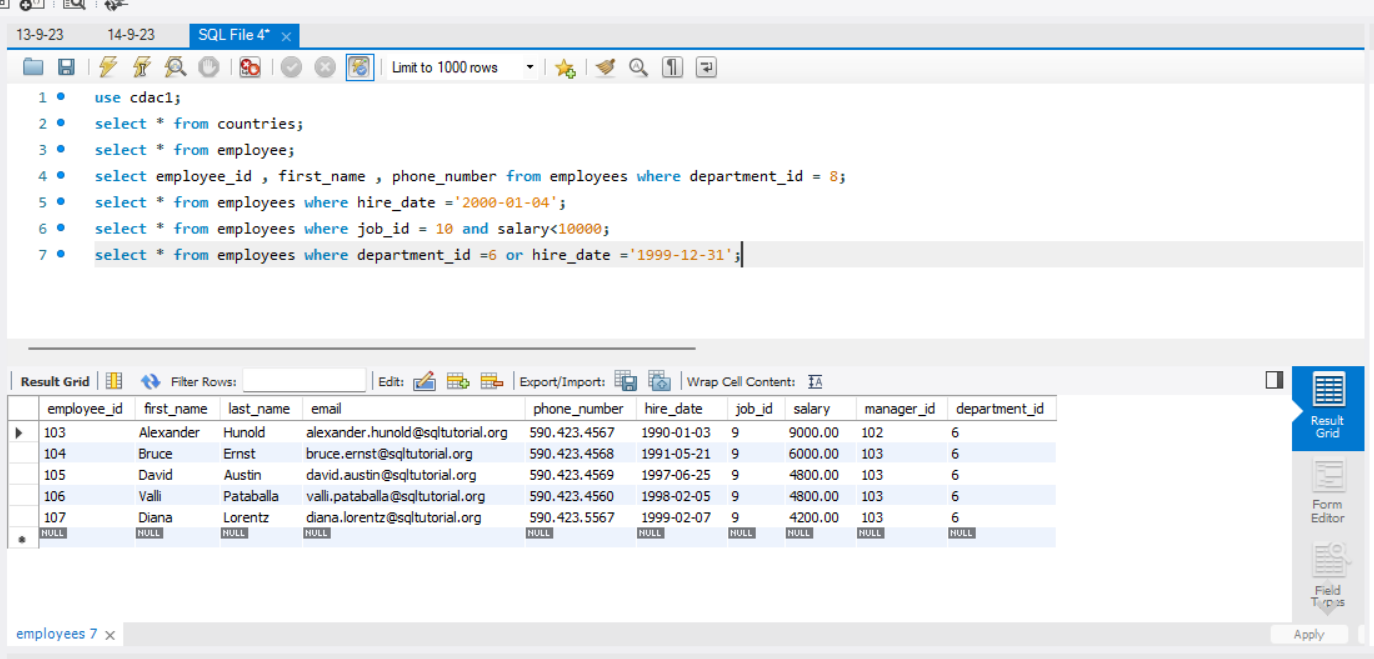 13-9-23 14-9-23 SQL File 4* ×
Limit to 1000 rows
1 use cdac1;
2 select * from countries;
3 select * from employee;
4 select employee_id , first_name , phone_number from employees where department_id = 8;
5 select * from employees where hire_date ='2000-01-04';
6 select * from employees where job_id = 10 and salary<10000;
7 select * from employees where department_id =6 or hire_date ='1999-12-31';
Result Grid Filter Rows: Edit: Export/Import: Wrap Cell Content: IA
employee_id first_name last_name email phone_number hire_date job_id salary manager_id department_id
103 Alexander Hunold alexander.hunold@sqltutorial.org 590.423.4567 1990-01-03 9 9000.00 102 6
104 Bruce Ernst bruce.ernst@sqltutorial.org 590.423.4568 1991-05-21 9 6000.00 103 6
105 David Austin david.austin@sqltutorial.org 590.423.4569 1997-06-25 9 4800.00 103 6
106 Valli Pataballa valli.pataballa@sqltutorial.org 590.423.4560 1998-02-05 9 4800.00 103 6
107 Diana Lorentz diana.lorentz@sqltutorial.org 590.423.5567 1999-02-07 9 4200.00 103 6
NULL NULL NULL NULL NULL NULL NULL NULL NULL NULL
Result
Grid
Form
Editor
Field
Types
employees 7 ×
Apply